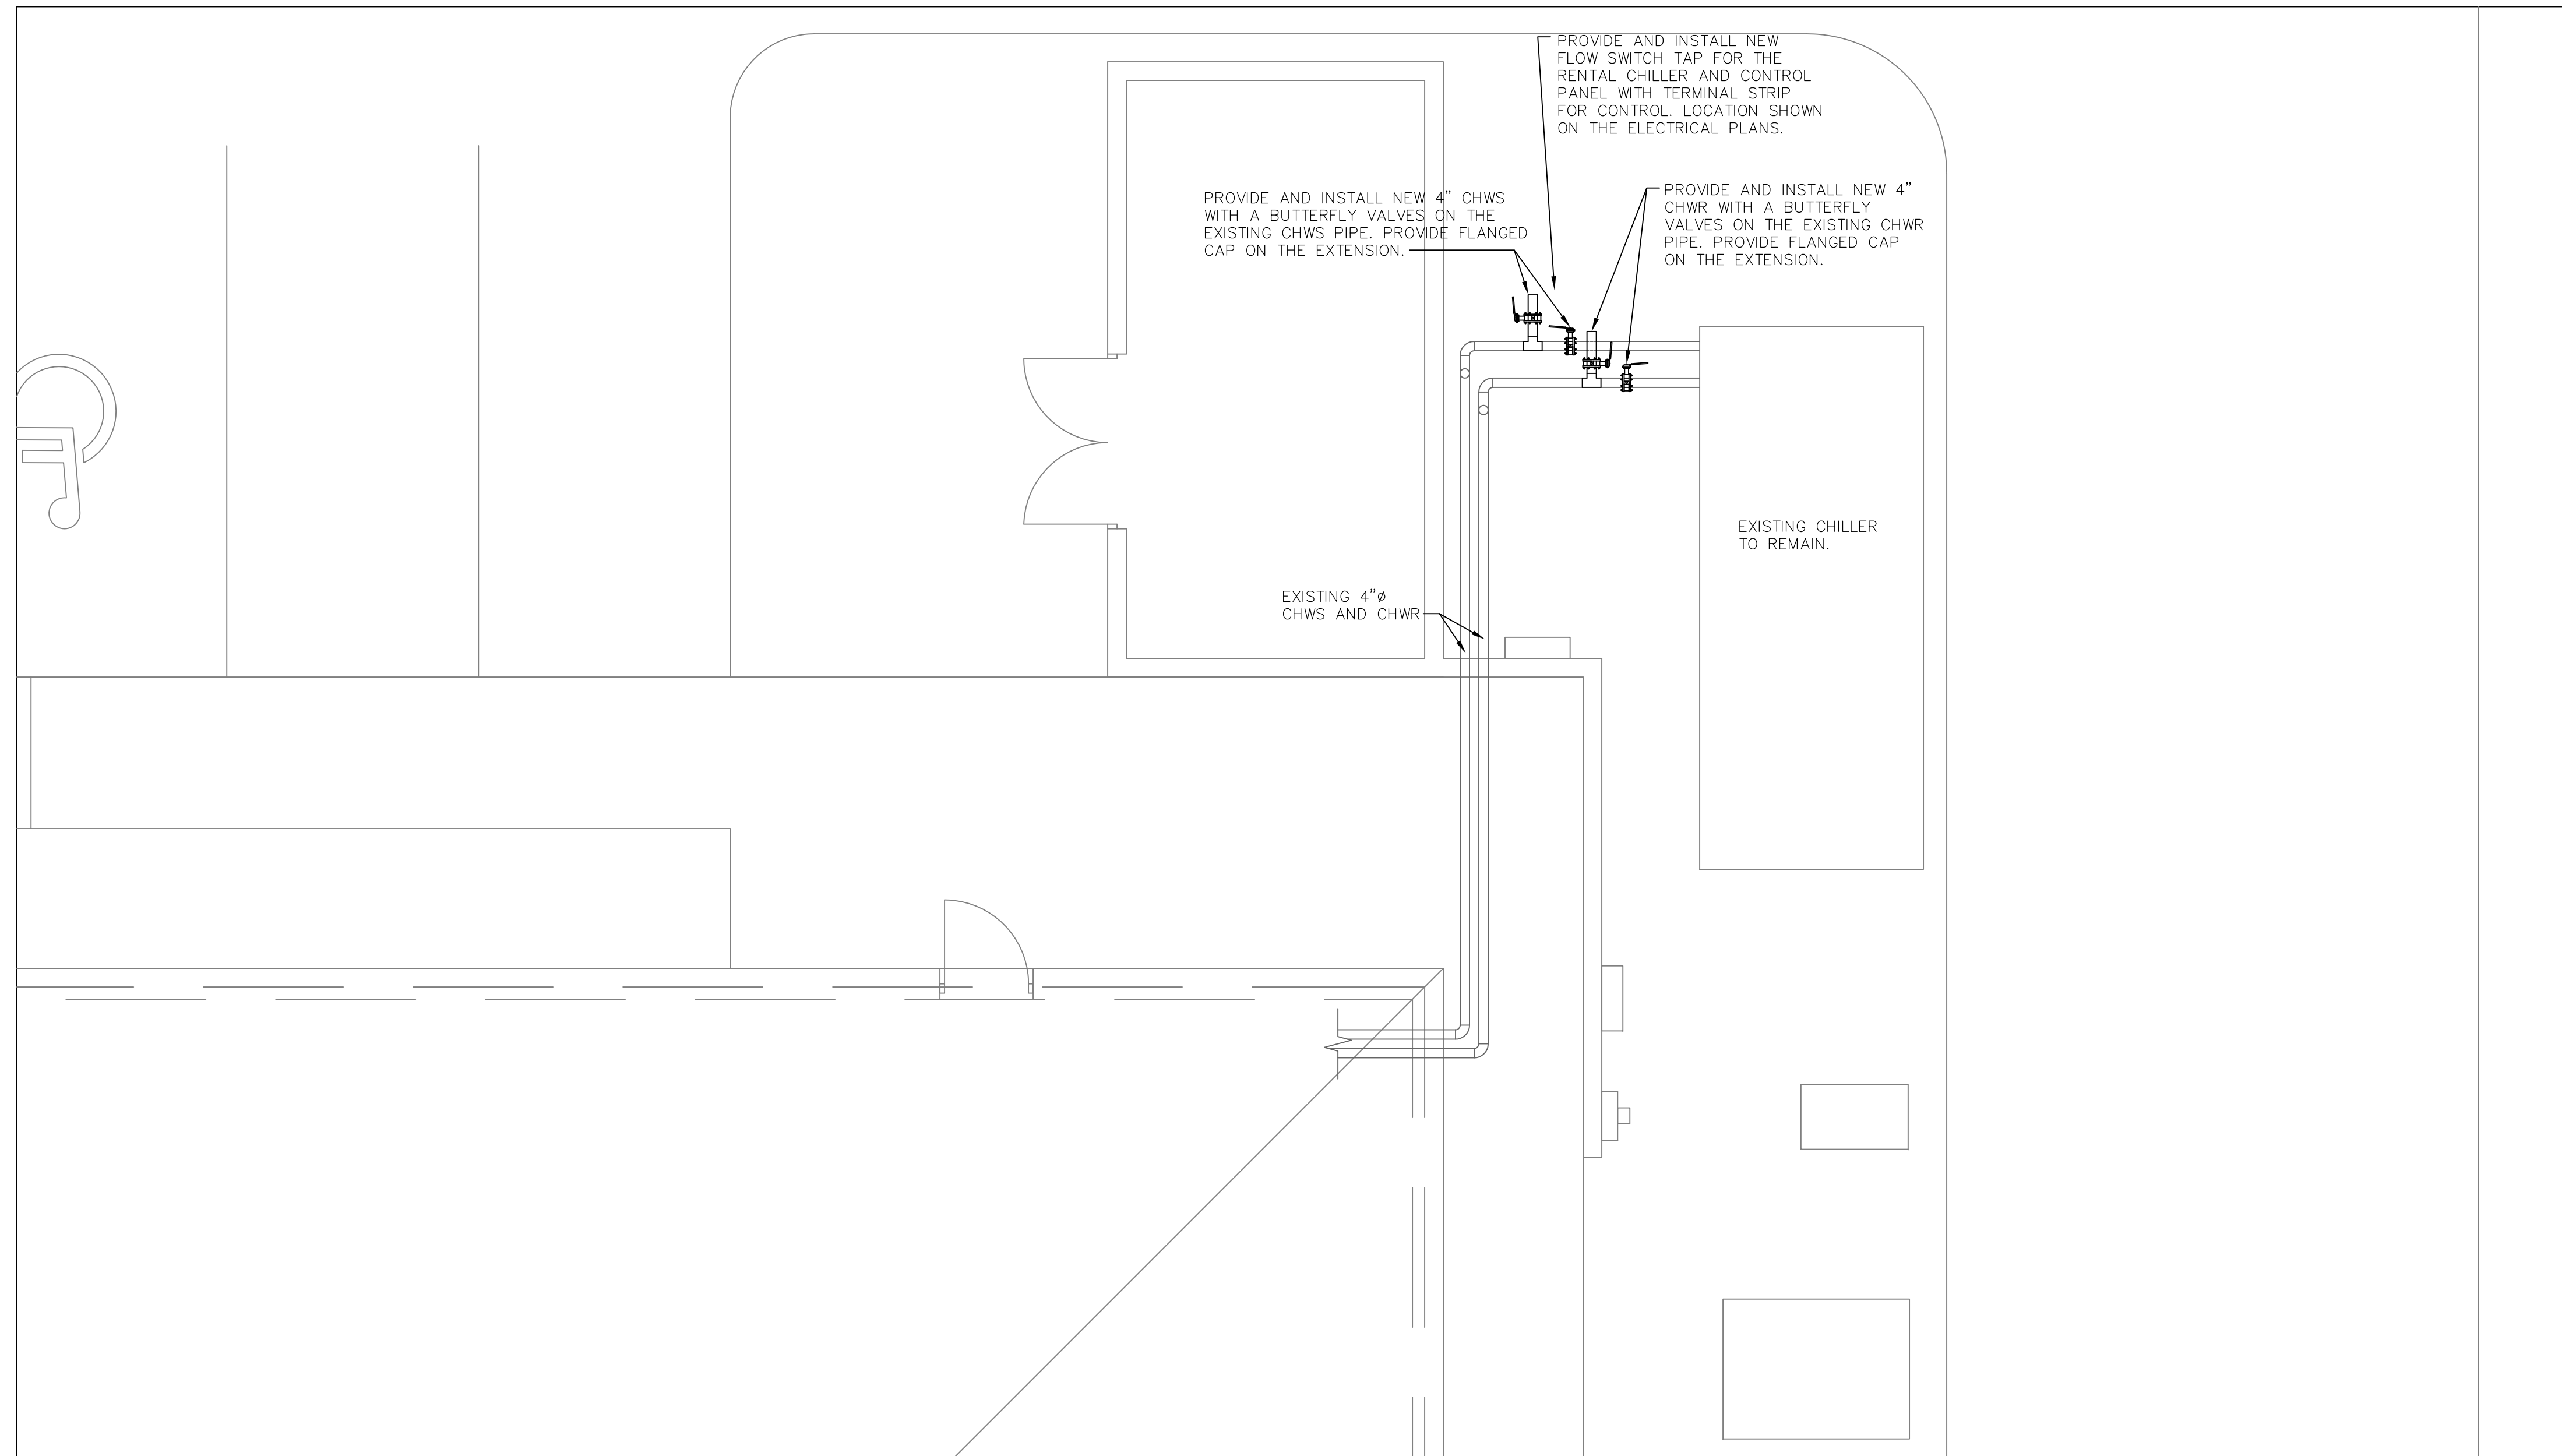 PROVIDE AND INSTALL NEW
FLOW SWITCH TAP FOR THE
RENTAL CHILLER AND CONTROL
PANEL WITH TERMINAL STRIP
FOR CONTROL. LOCATION SHOWN
ON THE ELECTRICAL PLANS.
PROVIDE AND INSTALL NEW 4” CHWS
WITH A BUTTERFLY VALVES ON THE
EXISTING CHWS PIPE. PROVIDE FLANGED
CAP ON THE EXTENSION.
PROVIDE AND INSTALL NEW 4”
CHWR WITH A BUTTERFLY
VALVES ON THE EXISTING CHWR
PIPE. PROVIDE FLANGED CAP
ON THE EXTENSION.
EXISTING CHILLER
TO REMAIN.
EXISTING 4”ø
CHWS AND CHWR